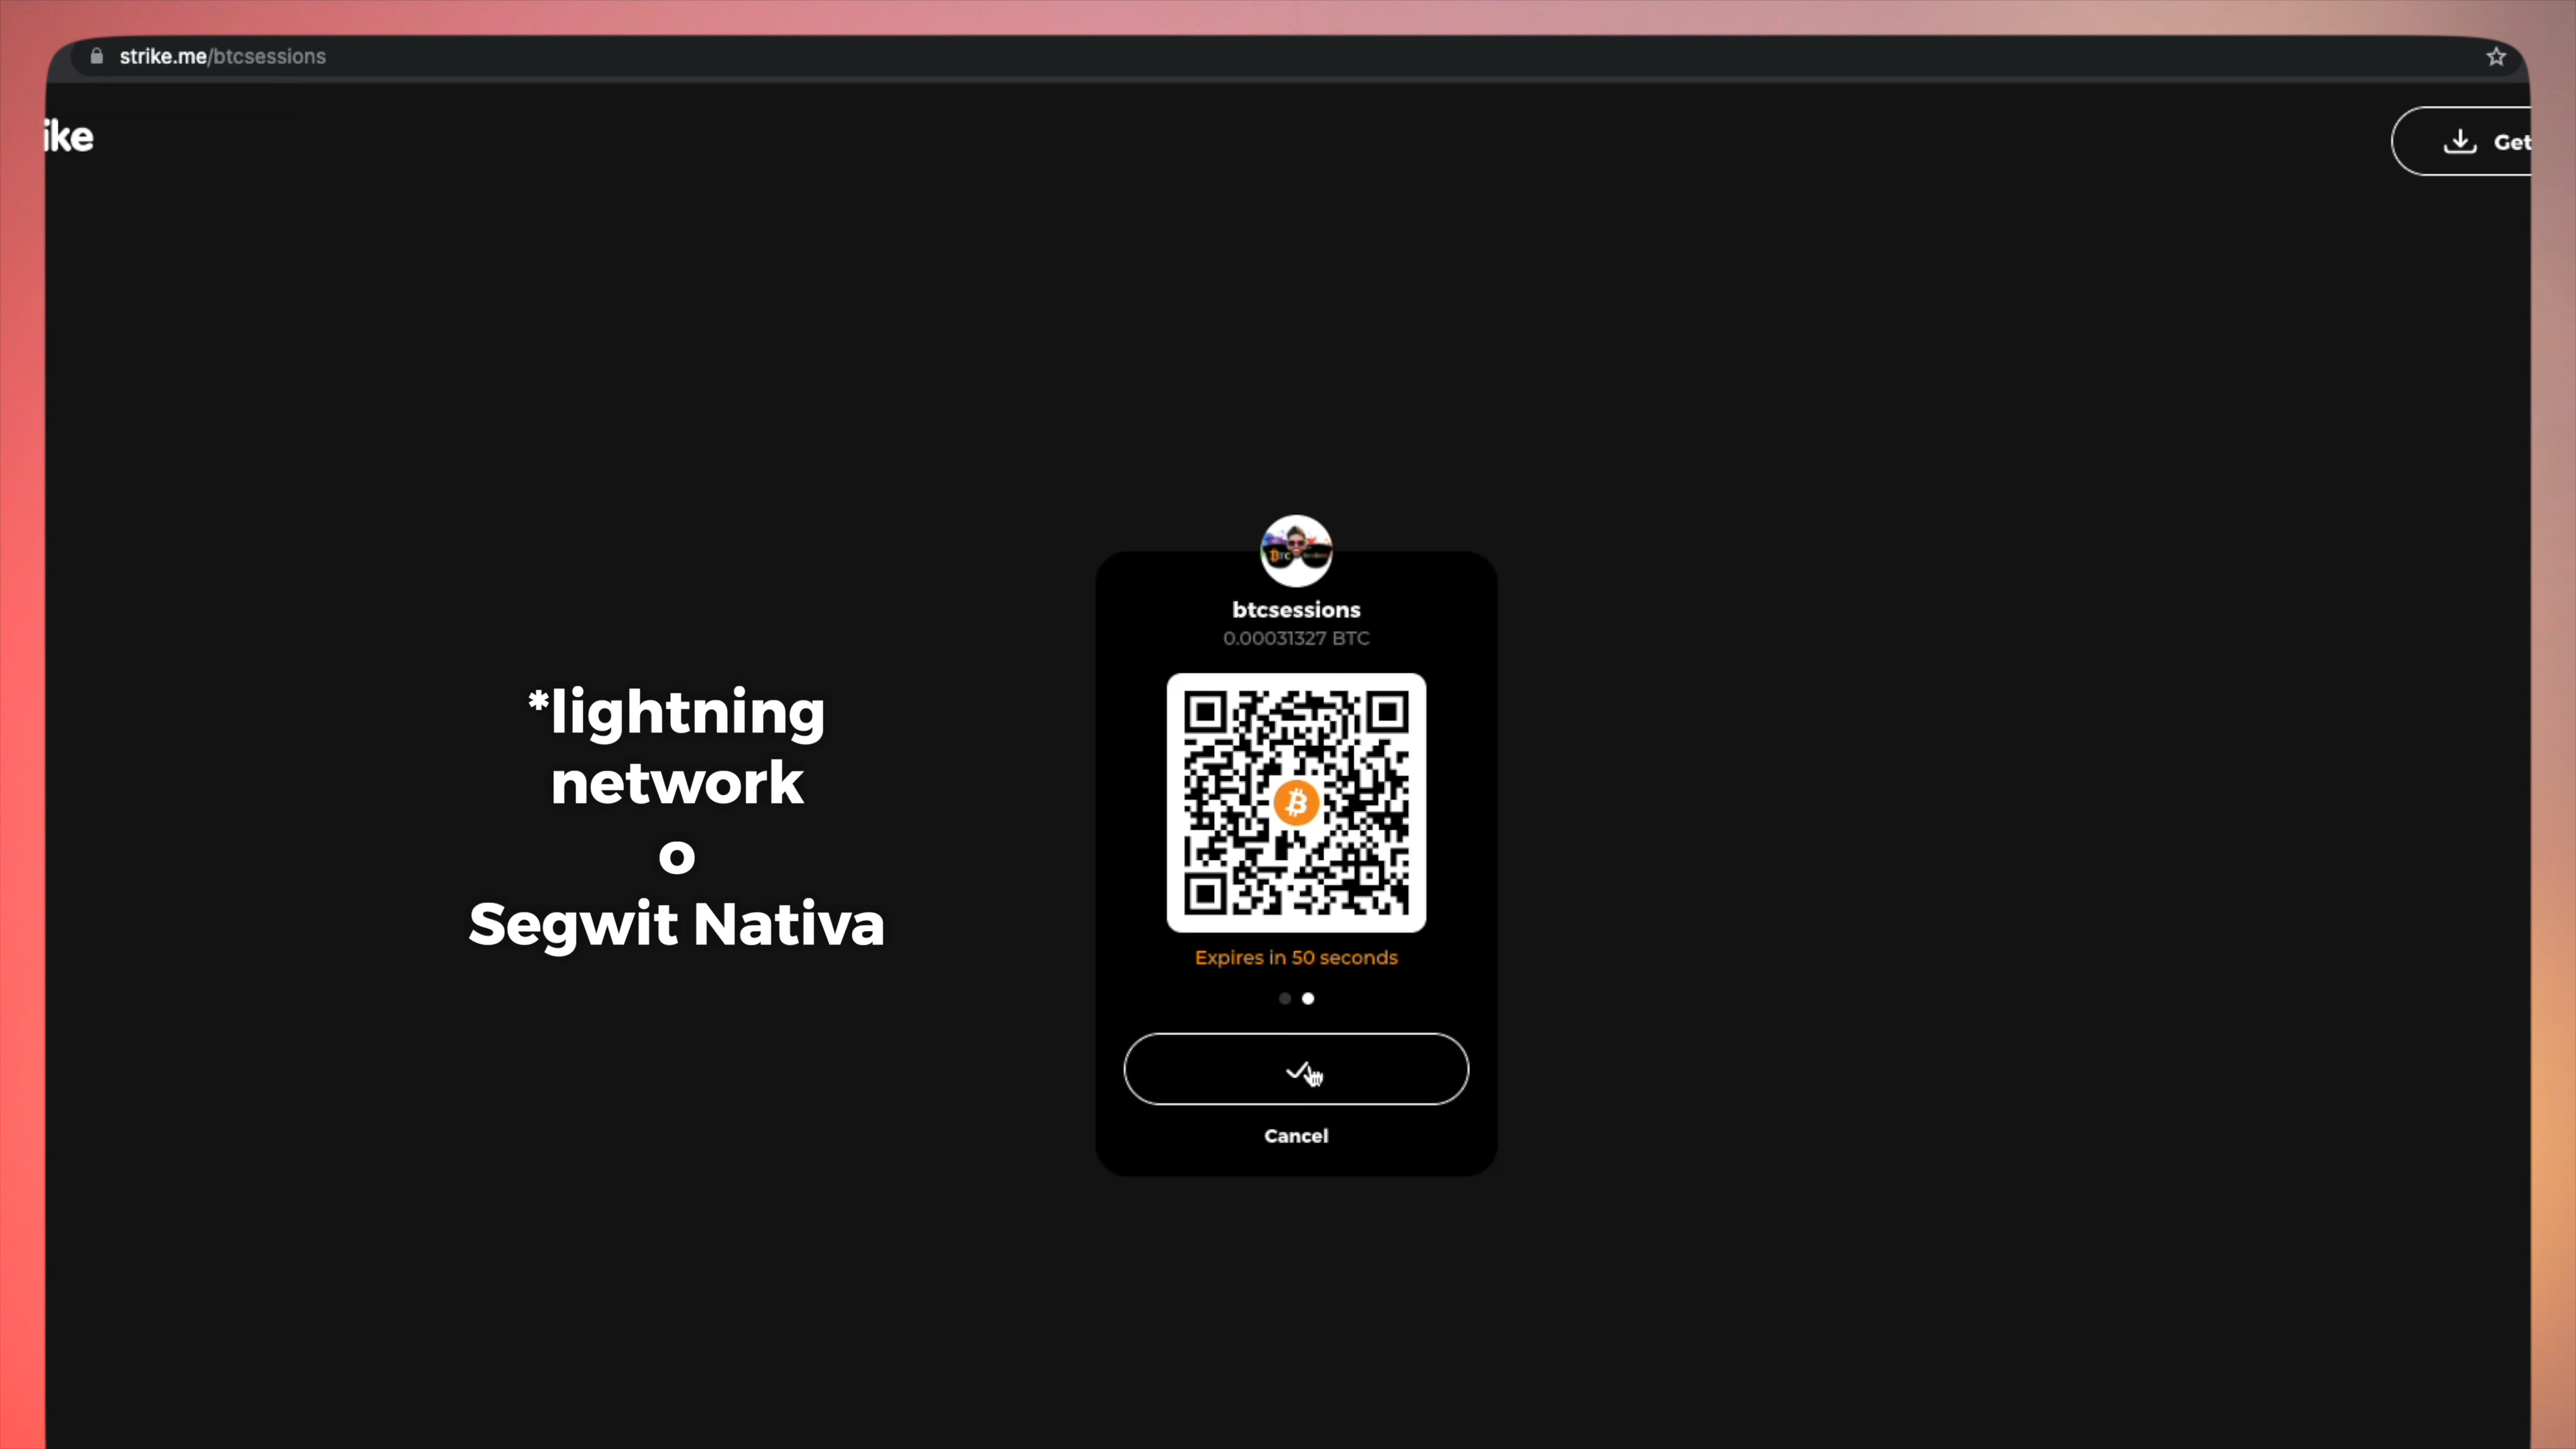 strike.me/btcsessions
ike
Get
btcsessions
0.00031327 BTC
*lightning
network
o
Segwit Nativa
Expires in 50 seconds
Cancel